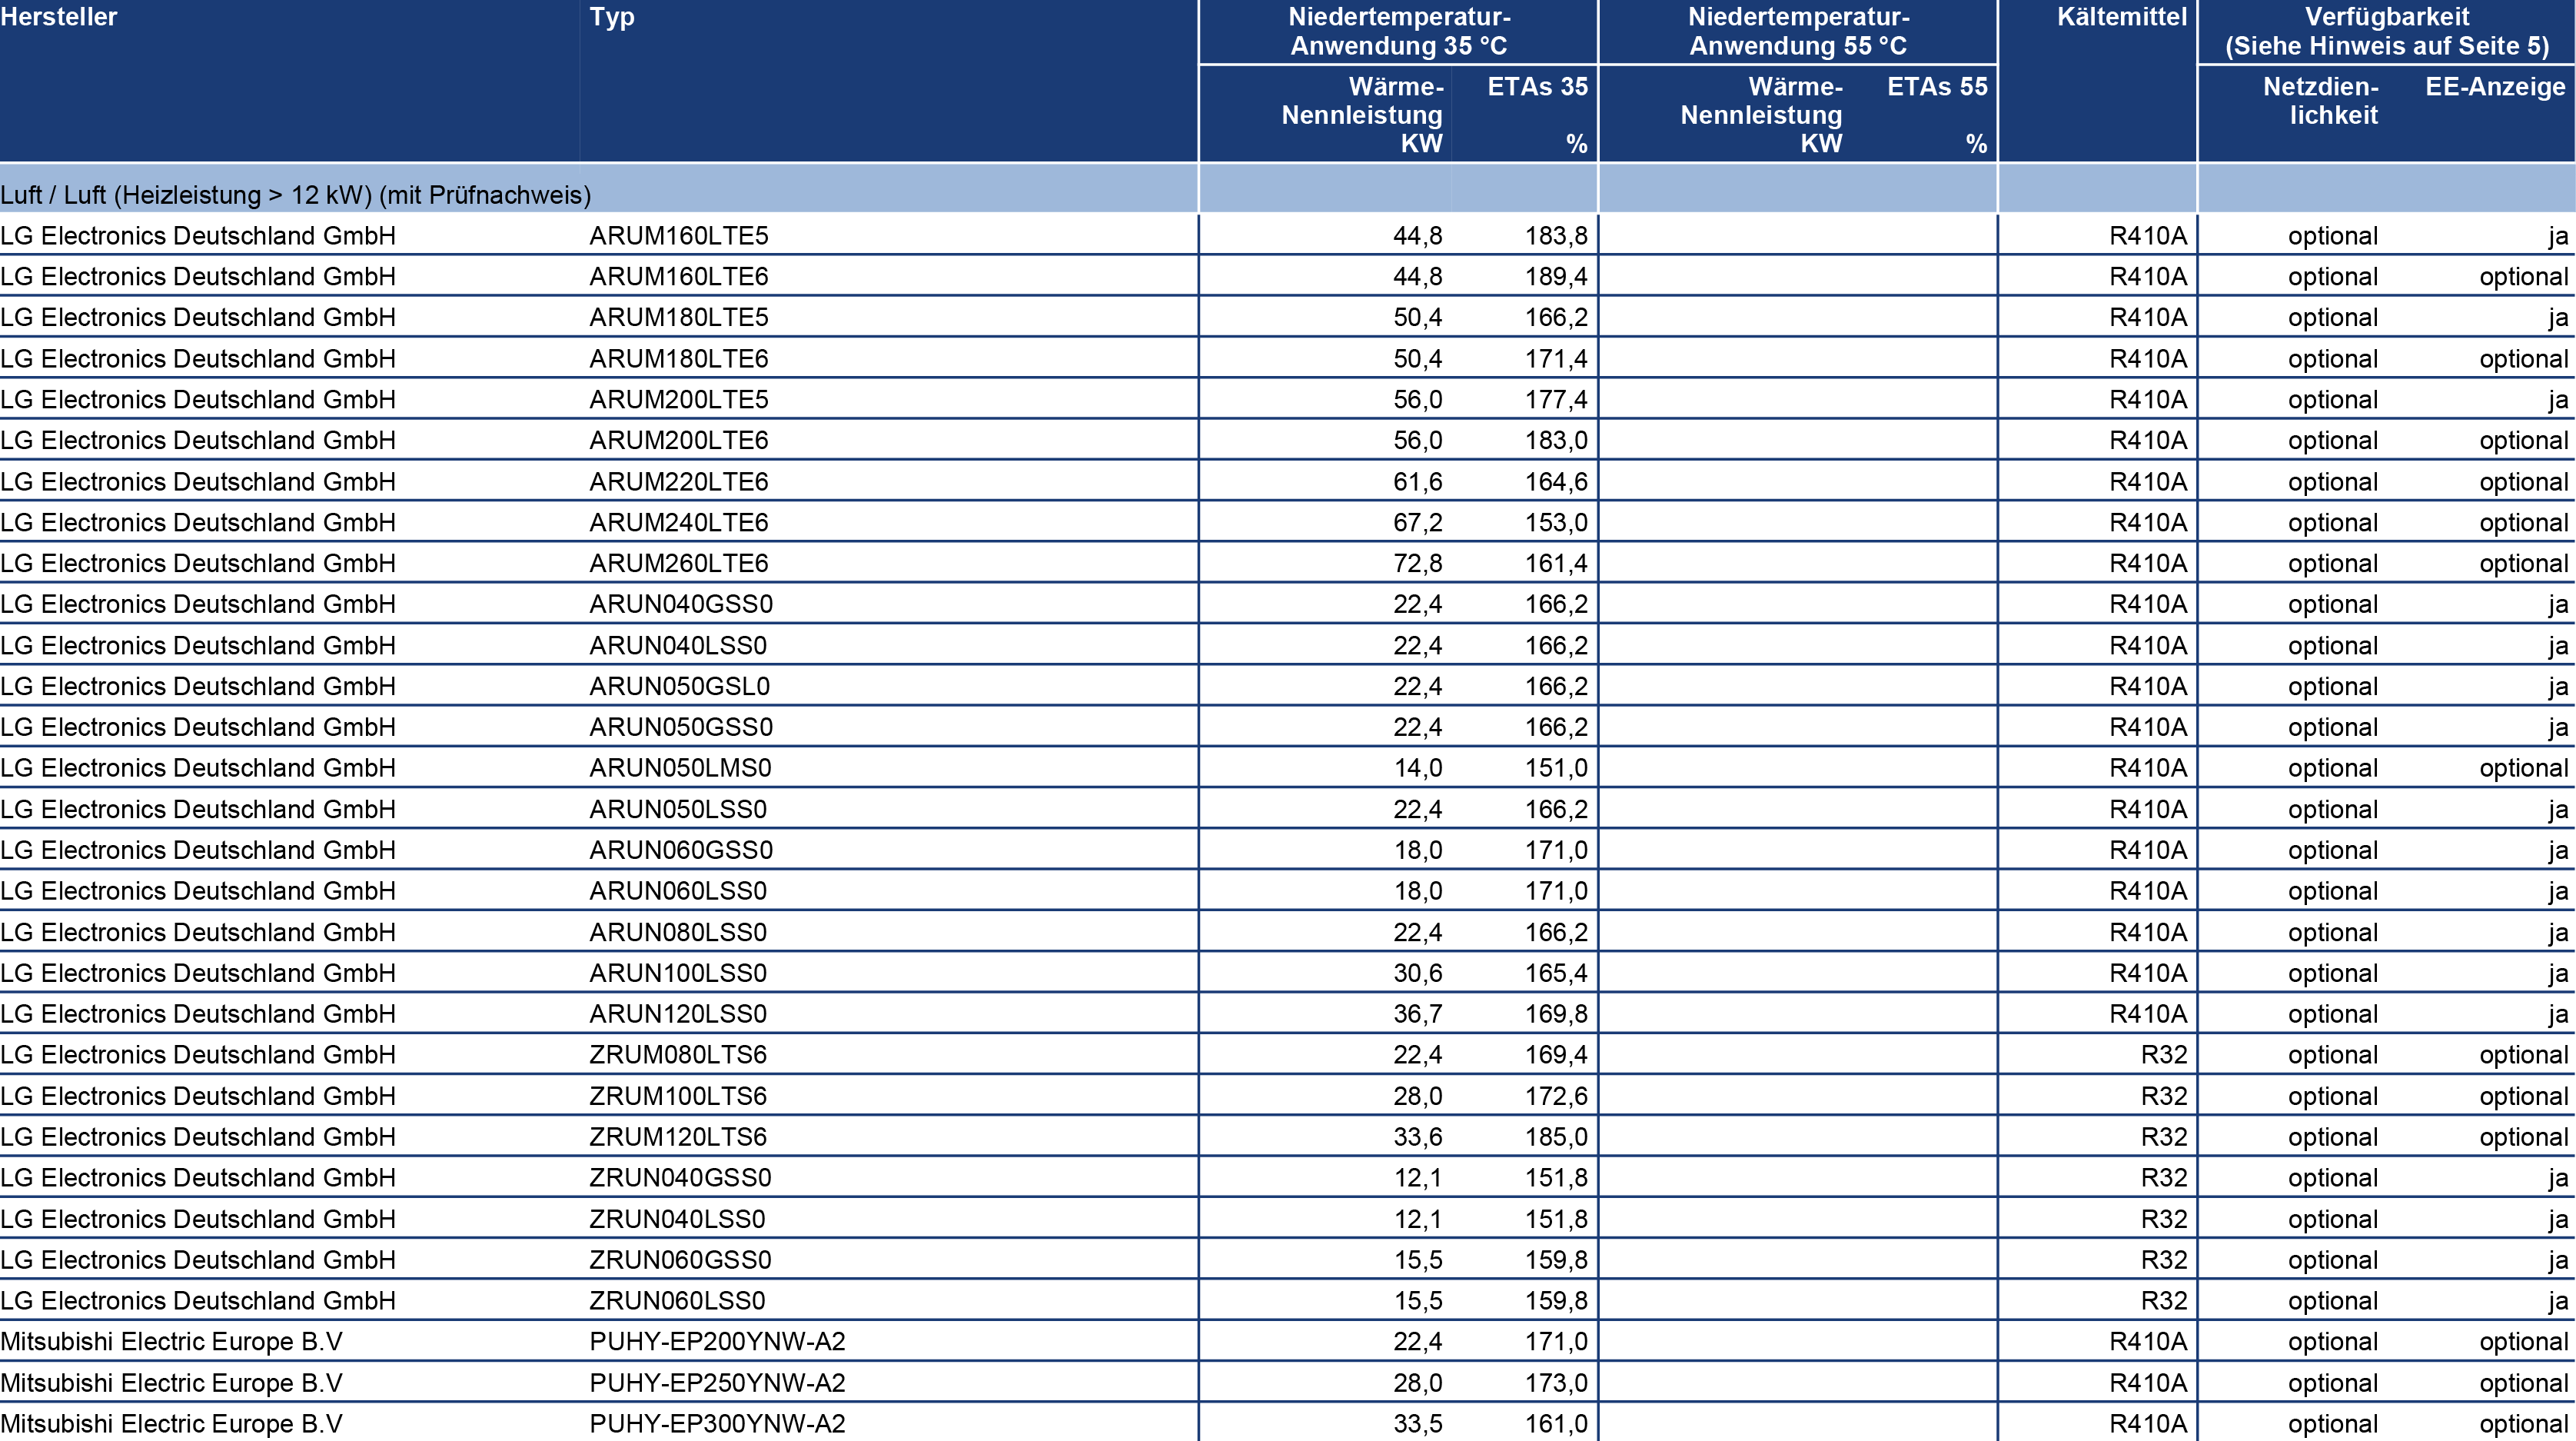 Hersteller Typ Niedertemperatur- Niedertemperatur- Kältemittel Verfügbarkeit
Anwendung 35 °C Anwendung 55 °C (Siehe Hinweis auf Seite 5)
Wärme- ETAs 35 Wärme- ETAs 55 Netzdien- EE-Anzeige
Nennleistung Nennleistung lichkeit
KW % KW %
Luft / Luft (Heizleistung > 12 kW) (mit Prüfnachweis)
LG Electronics Deutschland GmbH ARUM160LTE5 44,8 183,8 R410A optional ja
LG Electronics Deutschland GmbH ARUM160LTE6 44,8 189,4 R410A optional optional
LG Electronics Deutschland GmbH ARUM180LTE5 50,4 166,2 R410A optional ja
LG Electronics Deutschland GmbH ARUM180LTE6 50,4 171,4 R410A optional optional
LG Electronics Deutschland GmbH ARUM200LTE5 56,0 177,4 R410A optional ja
LG Electronics Deutschland GmbH ARUM200LTE6 56,0 183,0 R410A optional optional
LG Electronics Deutschland GmbH ARUM220LTE6 61,6 164,6 R410A optional optional
LG Electronics Deutschland GmbH ARUM240LTE6 67,2 153,0 R410A optional optional
LG Electronics Deutschland GmbH ARUM260LTE6 72,8 161,4 R410A optional optional
LG Electronics Deutschland GmbH ARUN040GSS0 22,4 166,2 R410A optional ja
LG Electronics Deutschland GmbH ARUN040LSS0 22,4 166,2 R410A optional ja
LG Electronics Deutschland GmbH ARUN050GSL0 22,4 166,2 R410A optional ja
LG Electronics Deutschland GmbH ARUN050GSS0 22,4 166,2 R410A optional ja
LG Electronics Deutschland GmbH ARUN050LMS0 14,0 151,0 R410A optional optional
LG Electronics Deutschland GmbH ARUN050LSS0 22,4 166,2 R410A optional ja
LG Electronics Deutschland GmbH ARUN060GSS0 18,0 171,0 R410A optional ja
LG Electronics Deutschland GmbH ARUN060LSS0 18,0 171,0 R410A optional ja
LG Electronics Deutschland GmbH ARUN080LSS0 22,4 166,2 R410A optional ja
LG Electronics Deutschland GmbH ARUN100LSS0 30,6 165,4 R410A optional ja
LG Electronics Deutschland GmbH ARUN120LSS0 36,7 169,8 R410A optional ja
LG Electronics Deutschland GmbH ZRUM080LTS6 22,4 169,4 R32 optional optional
LG Electronics Deutschland GmbH ZRUM100LTS6 28,0 172,6 R32 optional optional
LG Electronics Deutschland GmbH ZRUM120LTS6 33,6 185,0 R32 optional optional
LG Electronics Deutschland GmbH ZRUN040GSS0 12,1 151,8 R32 optional ja
LG Electronics Deutschland GmbH ZRUN040LSS0 12,1 151,8 R32 optional ja
LG Electronics Deutschland GmbH ZRUN060GSS0 15,5 159,8 R32 optional ja
LG Electronics Deutschland GmbH ZRUN060LSS0 15,5 159,8 R32 optional ja
Mitsubishi Electric Europe B.V PUHY-EP200YNW-A2 22,4 171,0 R410A optional optional
Mitsubishi Electric Europe B.V PUHY-EP250YNW-A2 28,0 173,0 R410A optional optional
Mitsubishi Electric Europe B.V PUHY-EP300YNW-A2 33,5 161,0 R410A optional optional